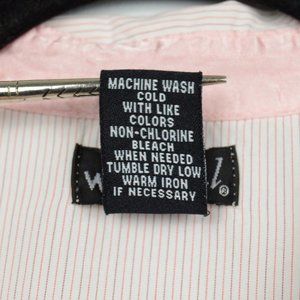 MACHINE WASH
COLD
WITH LIKE
COLORS
NON-CHLORINE
BLEACH
WHEN NEEDED
TUMBLE DRY LOW
WARM IRON
IF NECESSARY
®